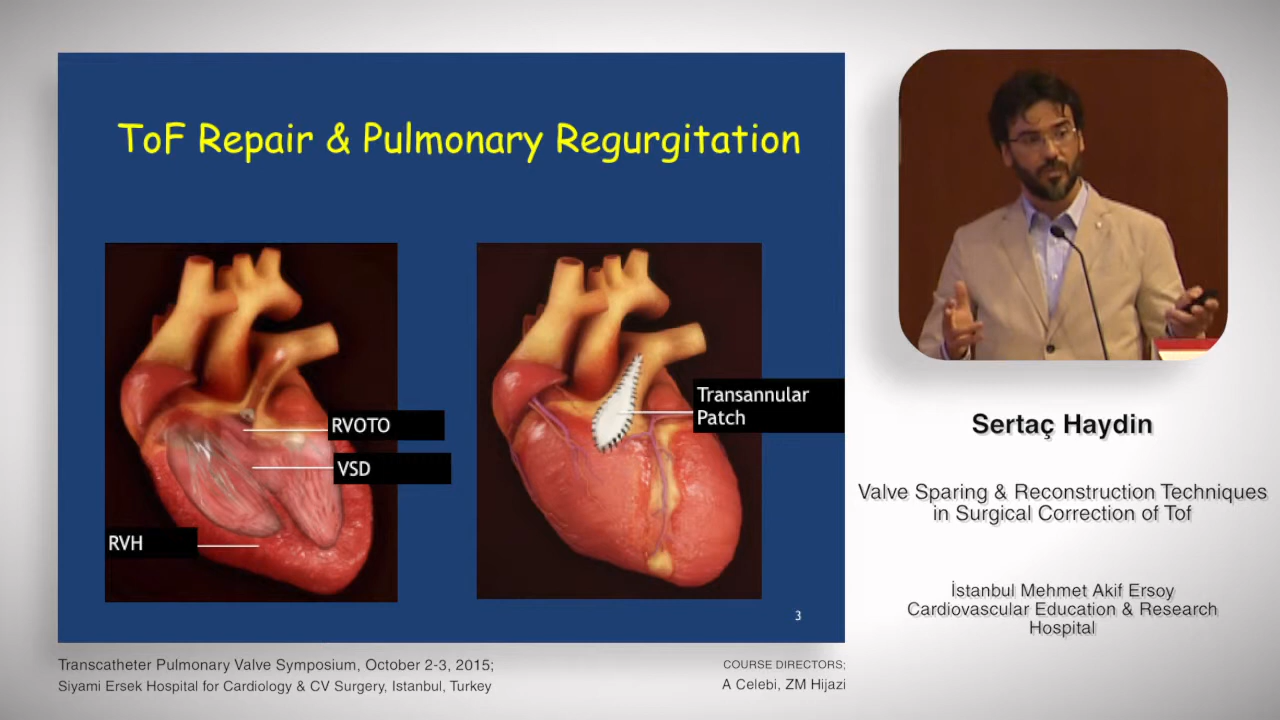 ToF Repair & Pulmonary Regurgitation
RVOTO
VSD
RVH
Transannular
Patch
3
Sertaç Haydin
Valve Sparing & Reconstruction Techniques
in Surgical Correction of Tof
İstanbul Mehmet Akif Ersoy
Cardiovascular Education & Research
Hospital
Transcatheter Pulmonary Valve Symposium, October 2-3, 2015;
Siyami Ersek Hospital for Cardiology & CV Surgery, Istanbul, Turkey
COURSE DIRECTORS;
A Celebi, ZM Hijazi